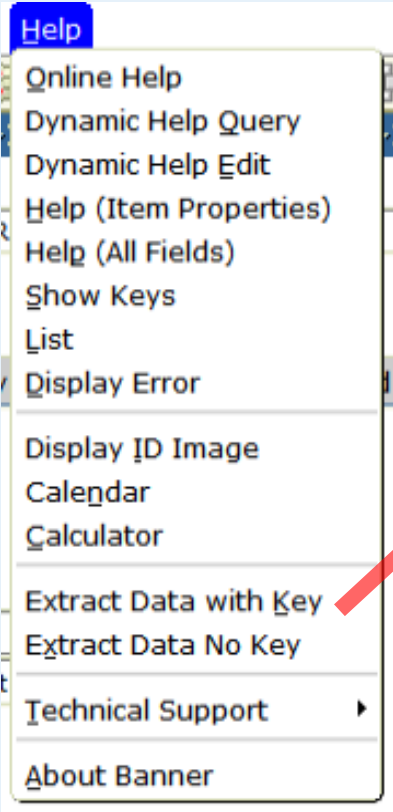 Help
Online Help
Dynamic Help Query
Dynamic Help Edit
Help (Item Properties)
Help (All Fields)
Show Keys
List
Display Error
Display ID Image
Calendar
Calculator
Extract Data with Key
Extract Data No Key
Technical Support
About Banner